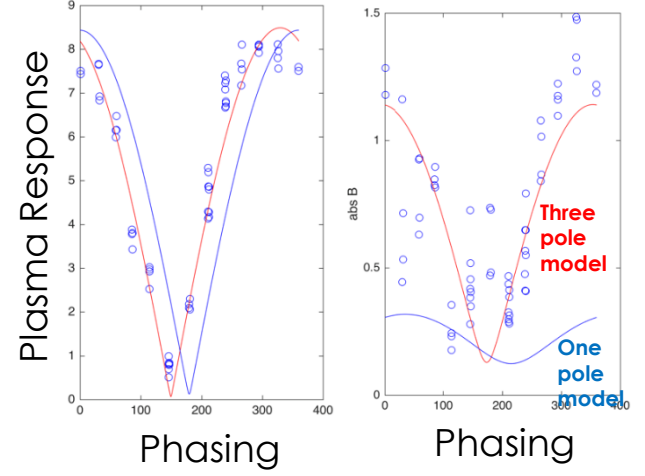 Plasma Response
9
8
7
6
5
4
3
2
1
0
0 100 200 300 400
Phasing
abs B
1.5
1
0.5
0
0 100 200 300 400
Three
pole
model
One
pole
model
Phasing